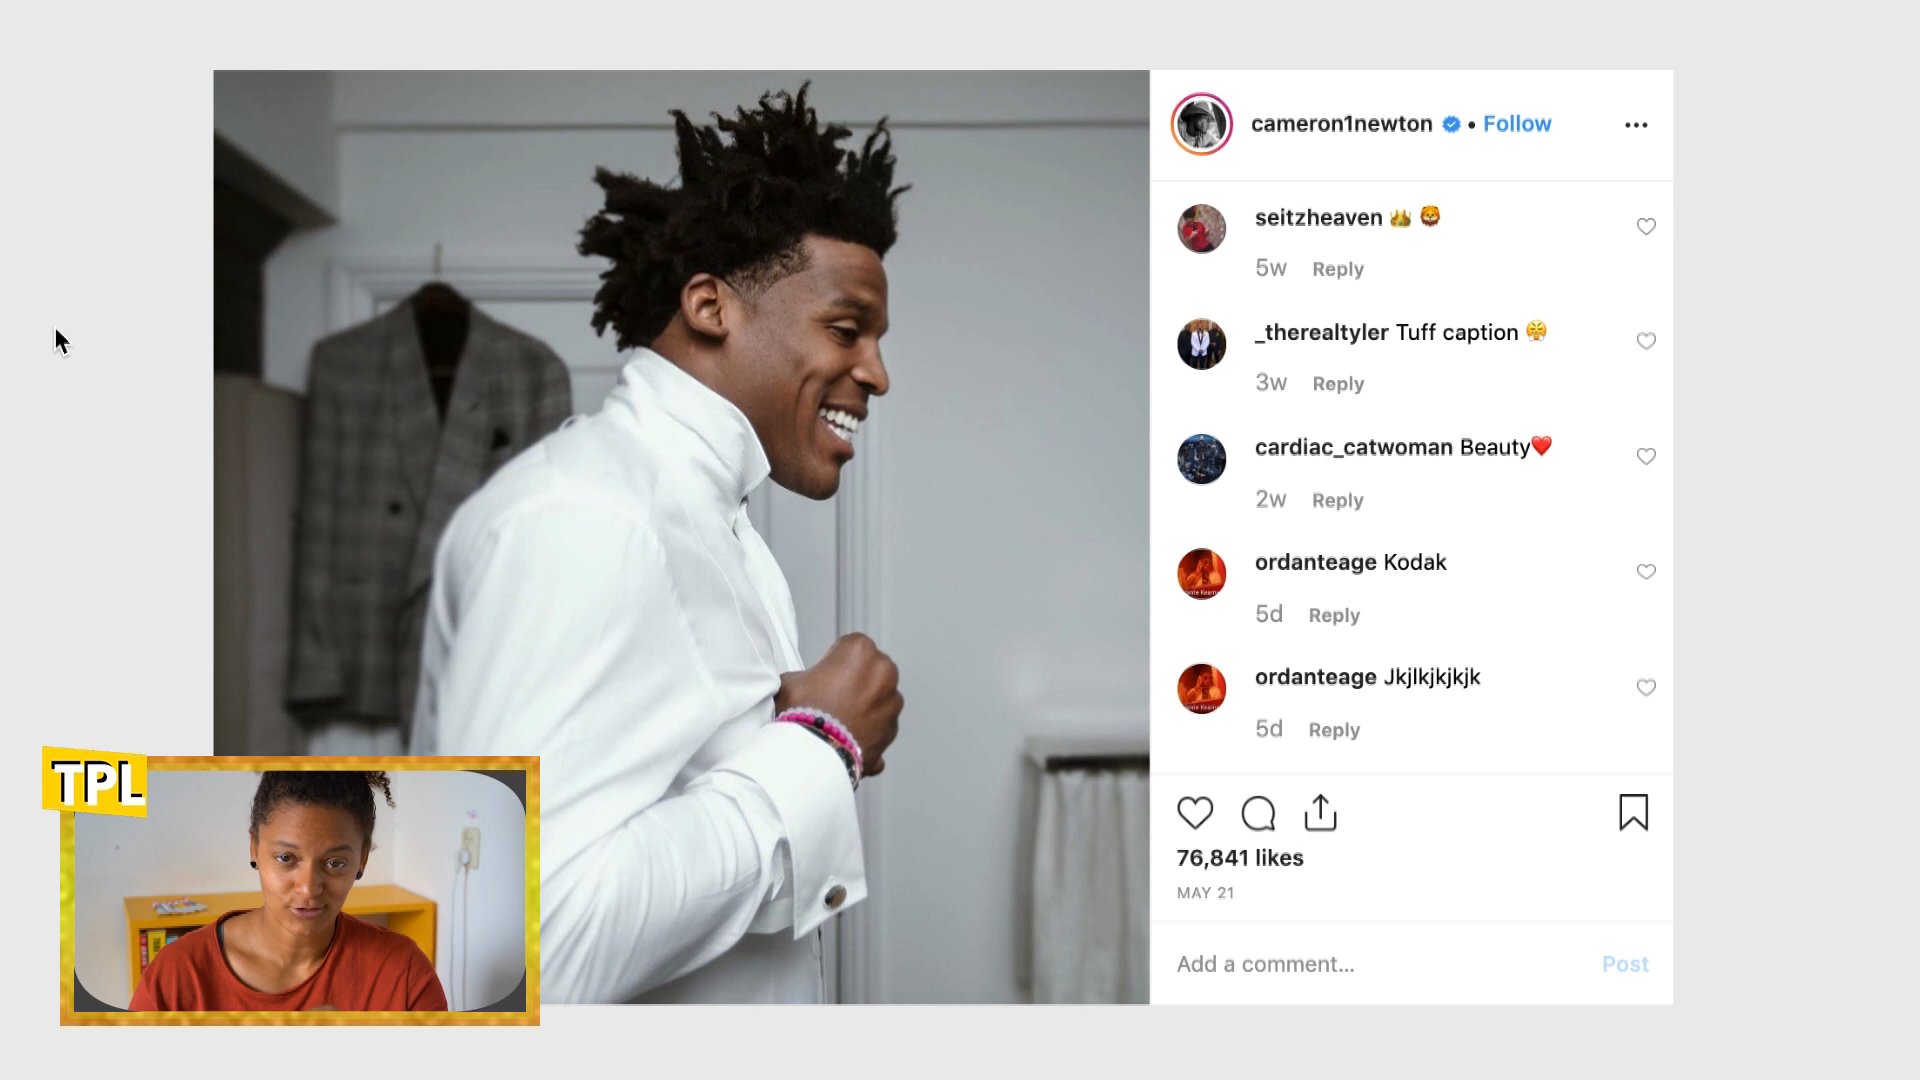 cameron1newton • Follow
seitzheaven 👑 🦁
5w Reply
_therealtyler Tuff caption 😤
3w Reply
cardiac_catwoman Beauty❤️
2w Reply
ordanteage Kodak
5d Reply
ordanteage Jkjlkjkjkjk
5d Reply
76,841 likes
MAY 21
Add a comment... Post
TPL